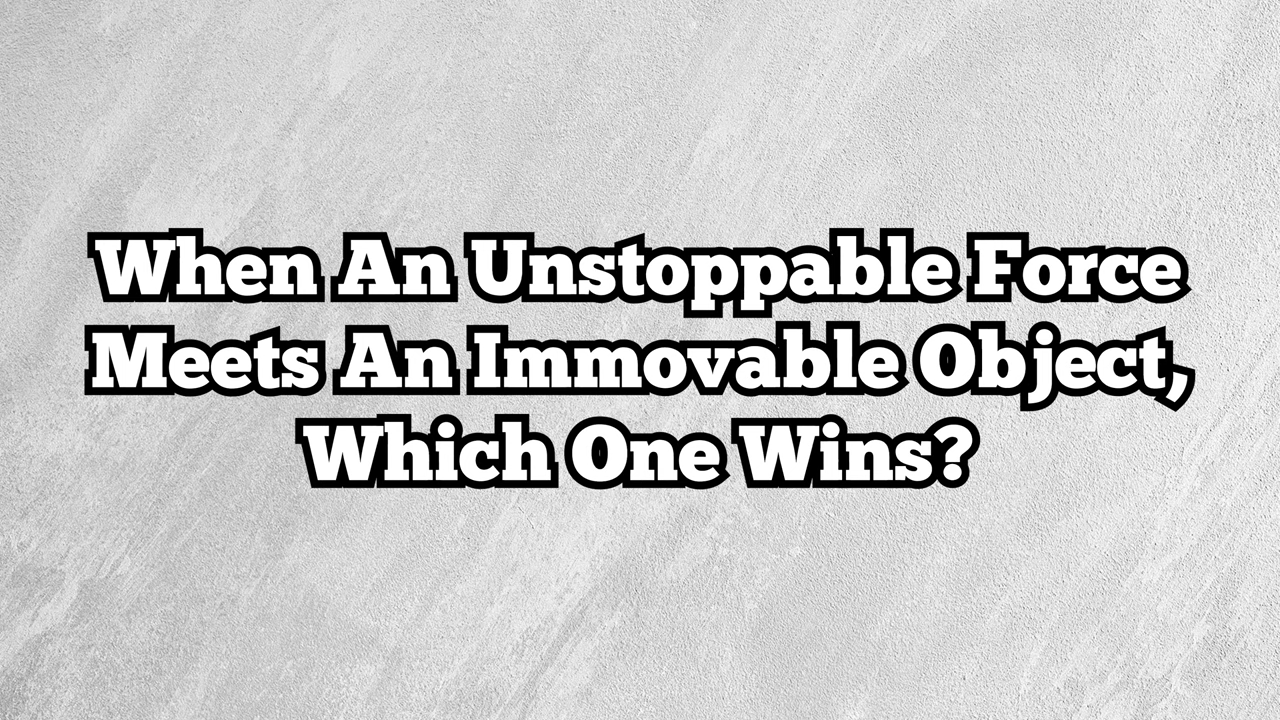 When An Unstoppable Force
Meets An Immovable Object,
Which One Wins?